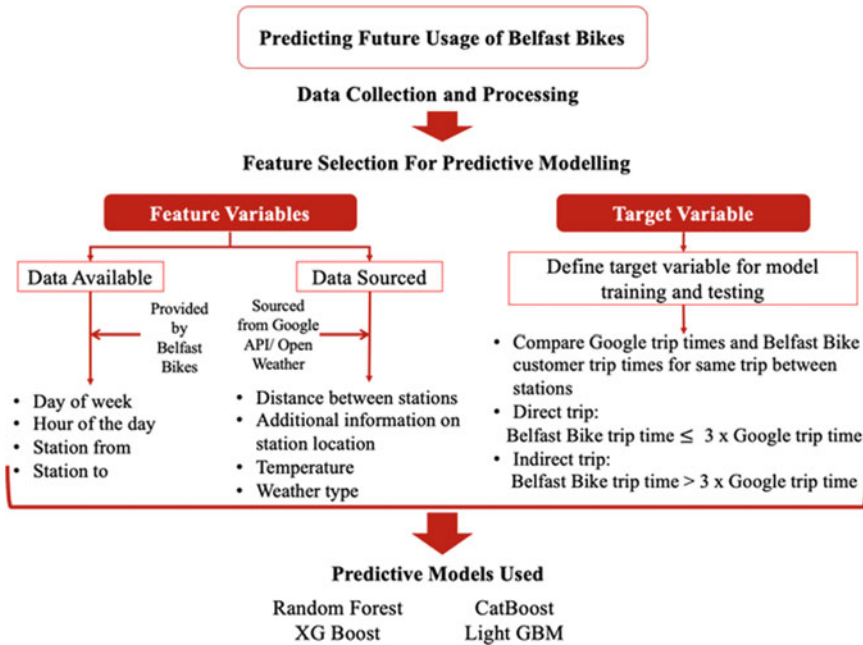 Predicting Future Usage of Belfast Bikes
Data Collection and Processing
Feature Selection For Predictive Modelling
Feature Variables
Data Available
Provided
by
Belfast
Bikes
• Day of week
• Hour of the day
• Station from
• Station to
Data Sourced
Sourced
from Google
API/ Open
Weather
• Distance between stations
• Additional information on
station location
• Temperature
• Weather type
Target Variable
Define target variable for model
training and testing
• Compare Google trip times and Belfast Bike
customer trip times for same trip between
stations
• Direct trip:
Belfast Bike trip time ≤ 3 x Google trip time
• Indirect trip:
Belfast Bike trip time > 3 x Google trip time
Predictive Models Used
Random Forest CatBoost
XG Boost Light GBM